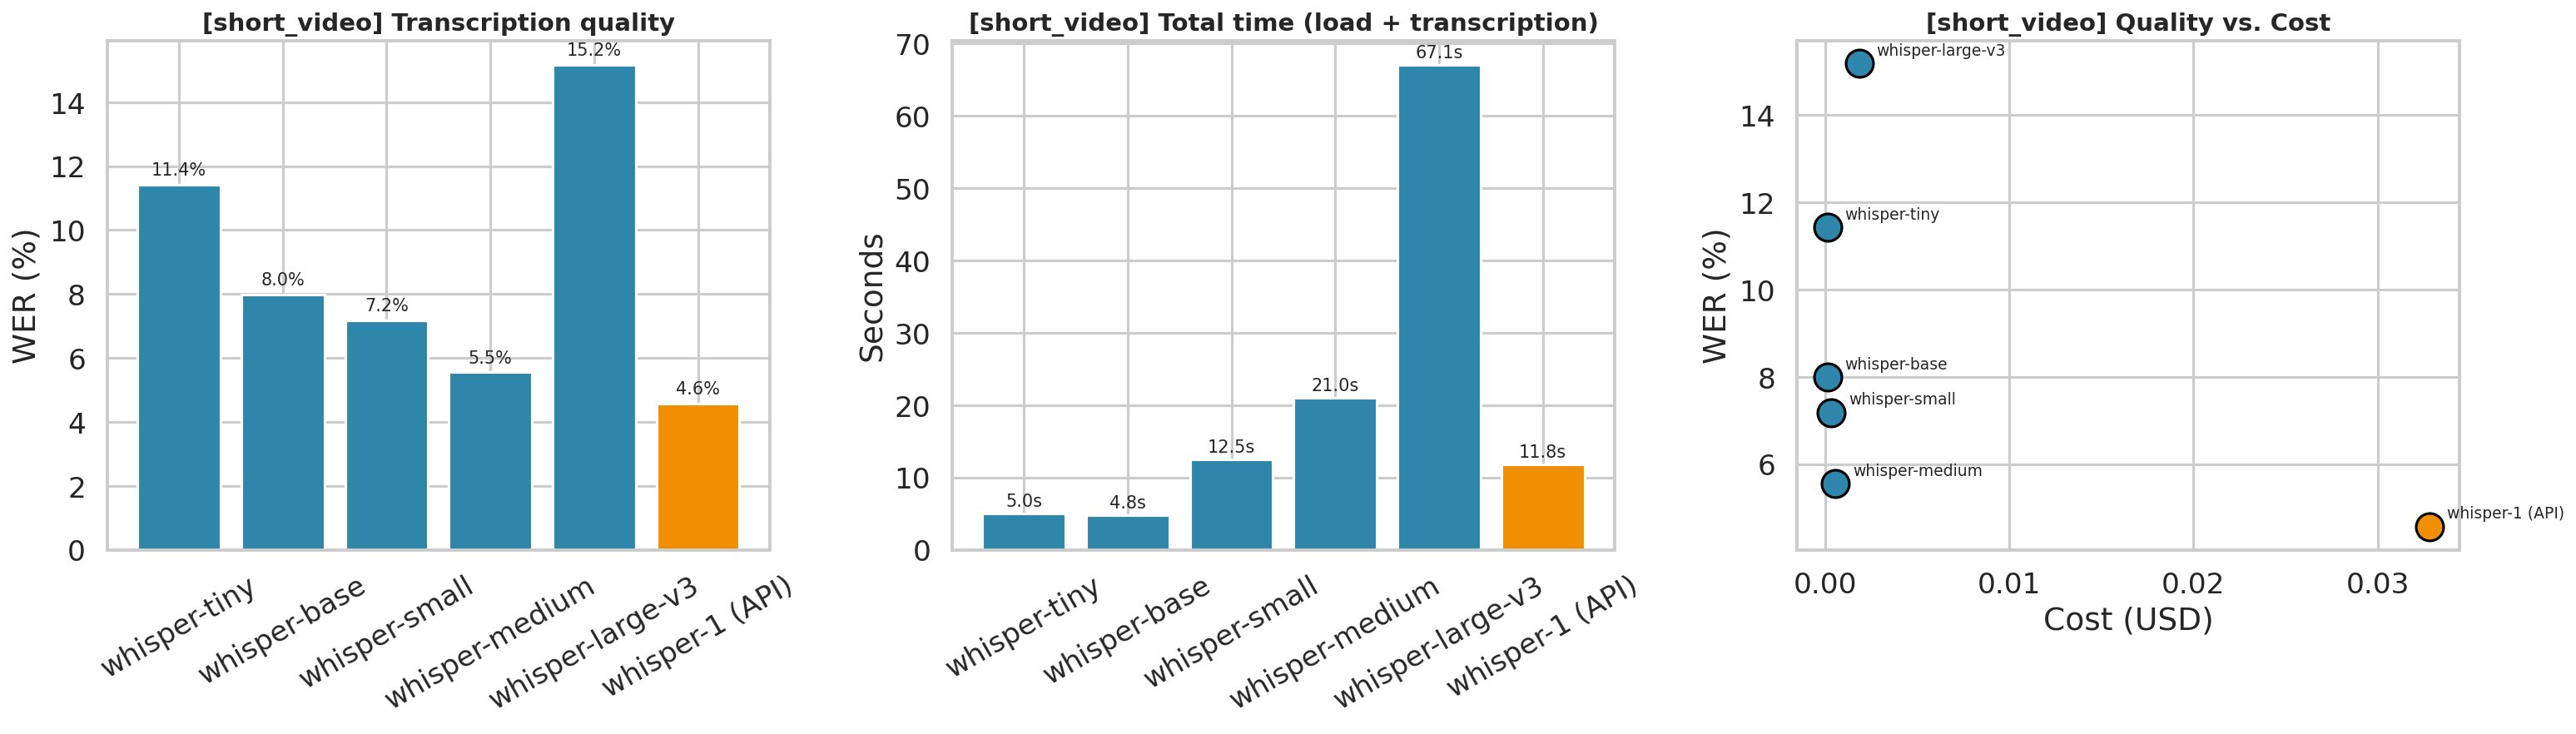 [short_video] Transcription quality
WER (%)
14
12
10
8
6
4
2
0
11.4%
8.0%
7.2%
5.5%
15.2%
4.6%
whisper-tiny
whisper-base
whisper-small
whisper-medium
whisper-large-v3
whisper-1 (API)
[short_video] Total time (load + transcription)
Seconds
70
60
50
40
30
20
10
0
5.0s
4.8s
12.5s
21.0s
67.1s
11.8s
whisper-tiny
whisper-base
whisper-small
whisper-medium
whisper-large-v3
whisper-1 (API)
[short_video] Quality vs. Cost
WER (%)
14
12
10
8
6
whisper-large-v3
whisper-tiny
whisper-base
whisper-small
whisper-medium
whisper-1 (API)
0.00
0.01
0.02
0.03
Cost (USD)